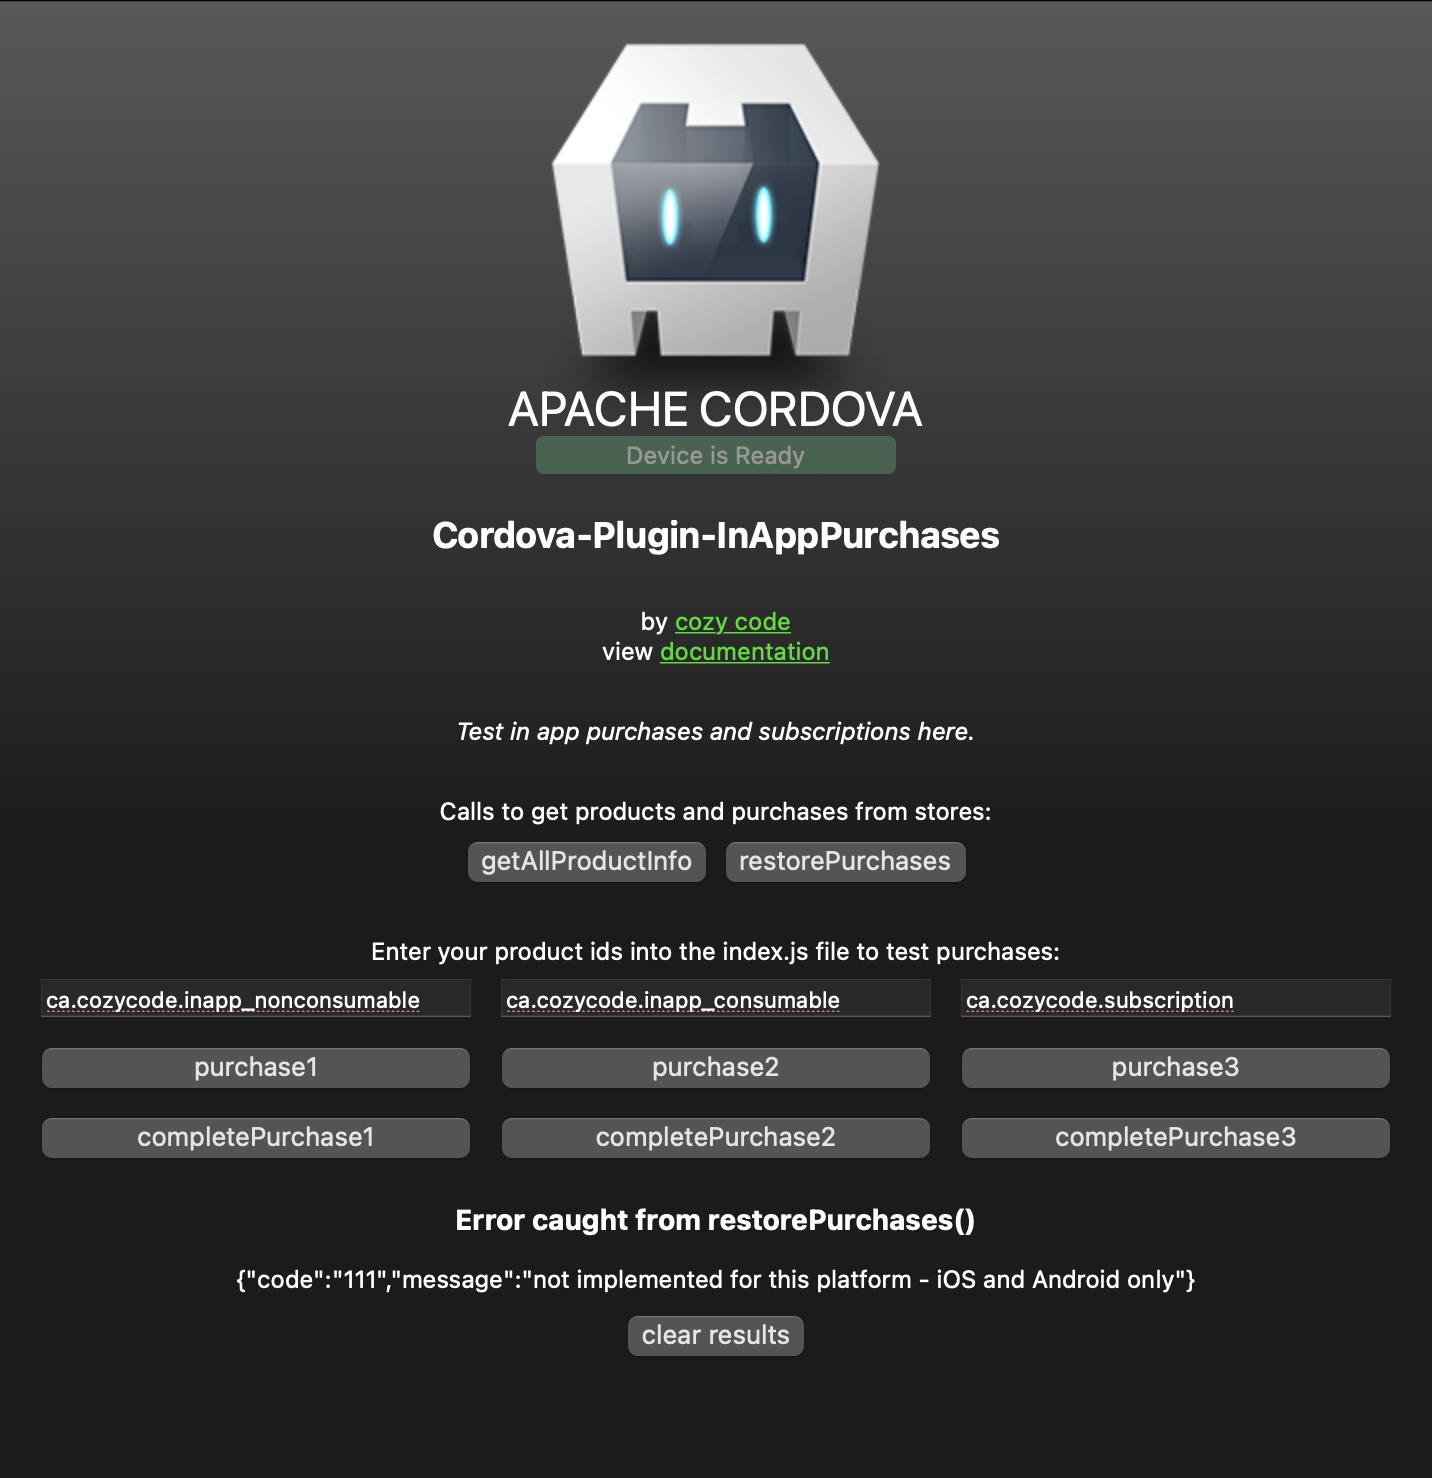 APACHE CORDOVA
Device is Ready
Cordova-Plugin-InAppPurchases
by cozy code
view documentation
Test in app purchases and subscriptions here.
Calls to get products and purchases from stores:
getAllProductInfo restorePurchases
Enter your product ids into the index.js file to test purchases:
ca.cozycode.inapp_nonconsumable ca.cozycode.inapp_consumable ca.cozycode.subscription
purchase1 purchase2 purchase3
completePurchase1 completePurchase2 completePurchase3
Error caught from restorePurchases()
{"code":"111","message":"not implemented for this platform - iOS and Android only"}
clear results